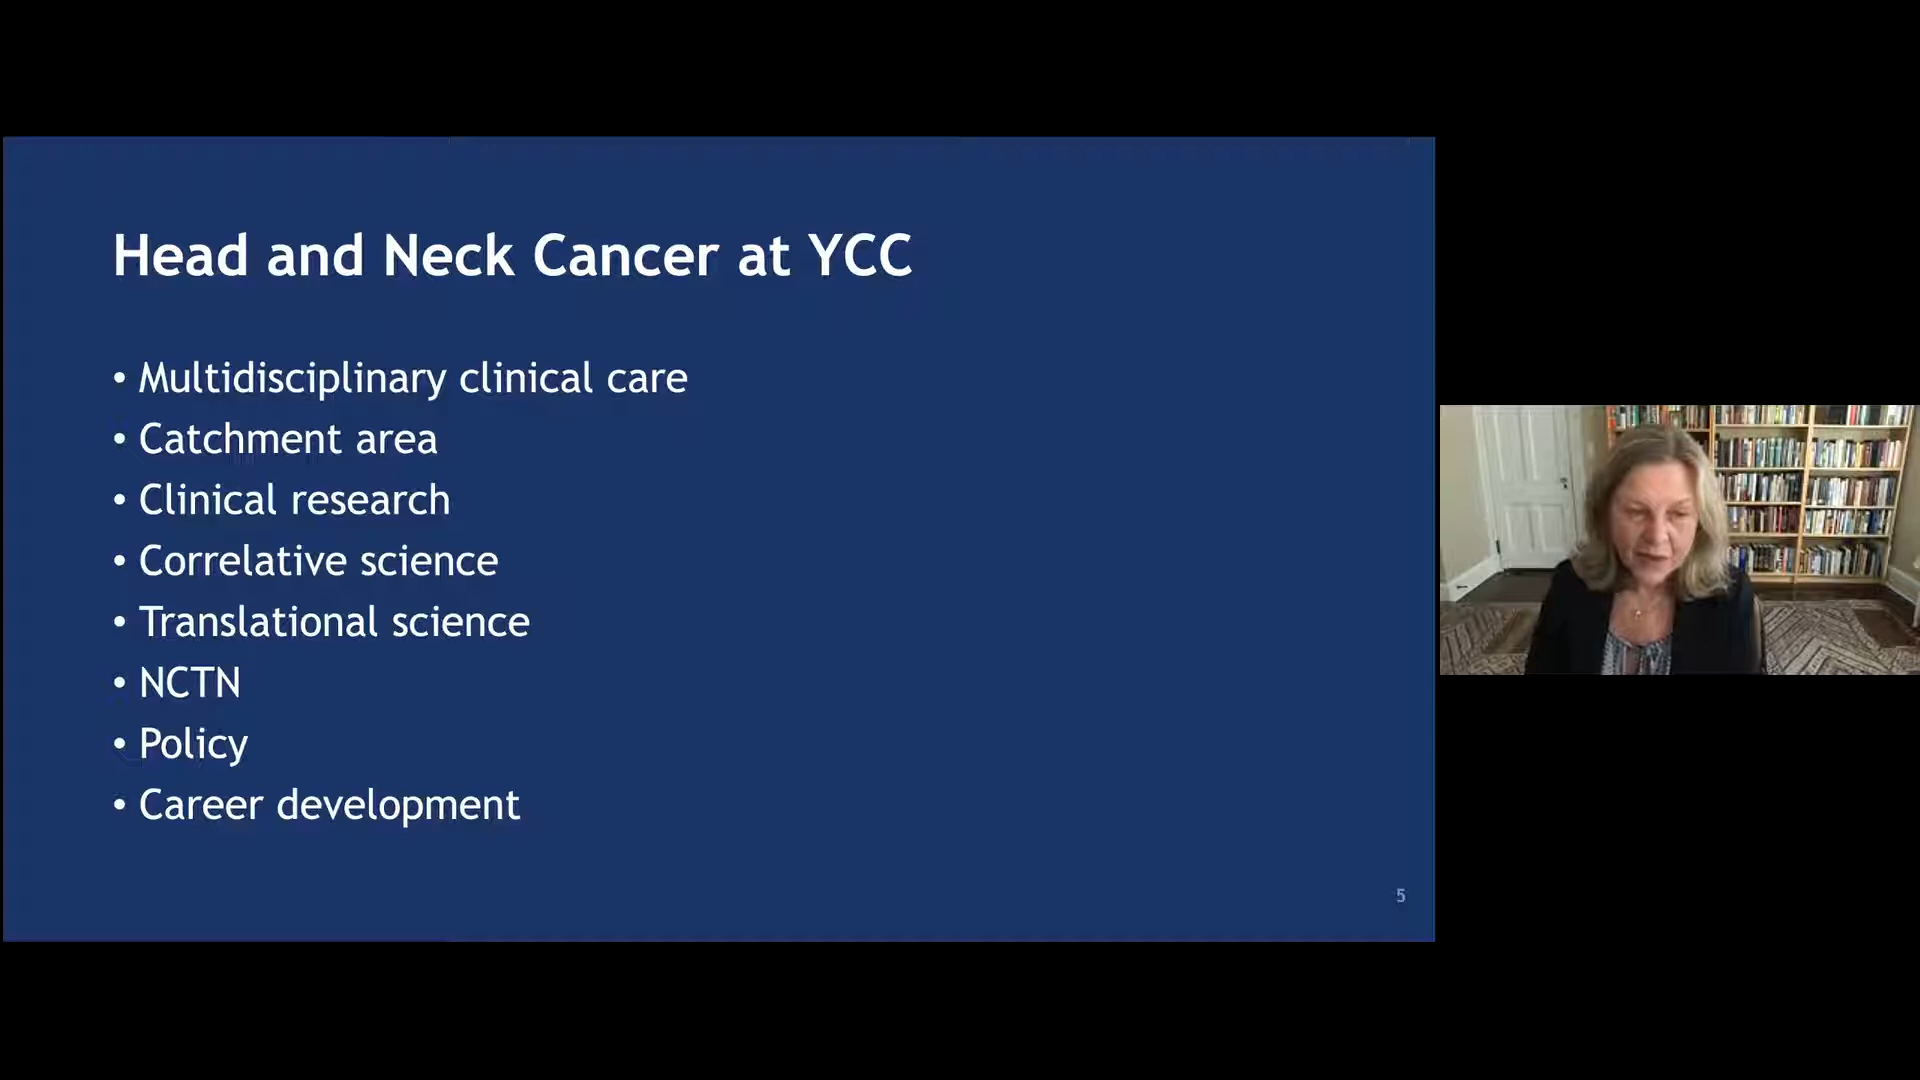 Head and Neck Cancer at YCC
• Multidisciplinary clinical care
• Catchment area
• Clinical research
• Correlative science
• Translational science
• NCTN
• Policy
• Career development
5